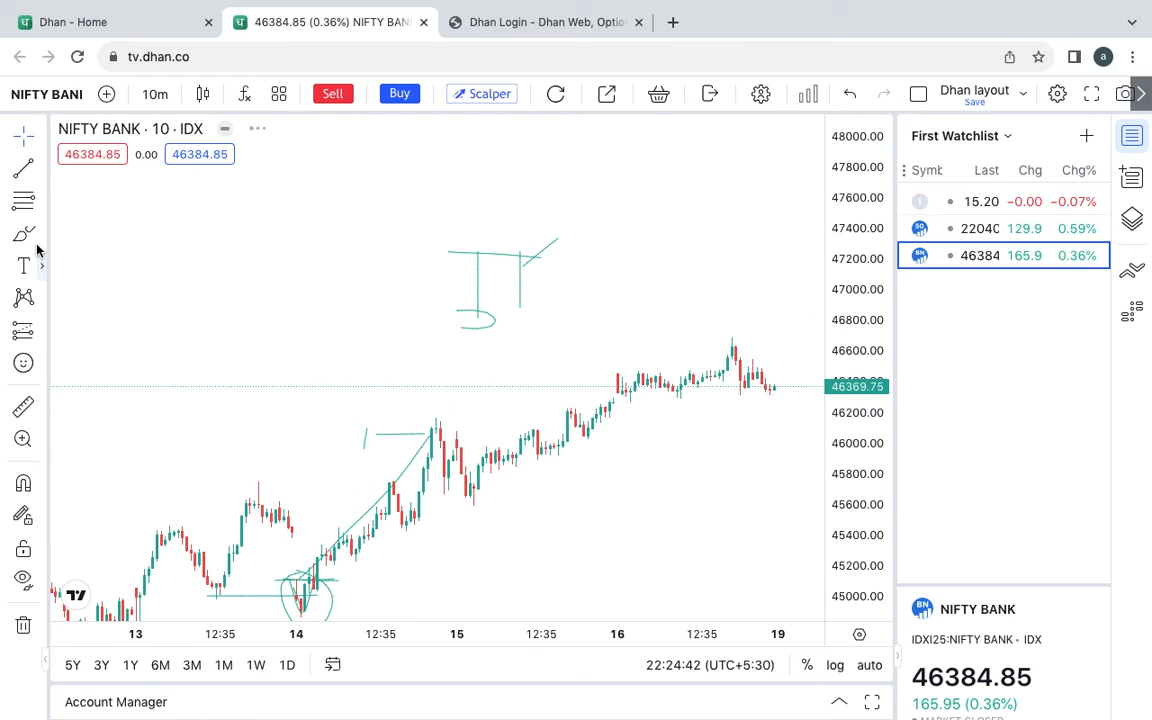 Dhan - Home
46384.85 (0.36%) NIFTY BAN
Dhan Login - Dhan Web, Optio
tv.dhan.co
a
NIFTY BANI
10m
Sell
Buy
Scalper
Dhan layout
Save
NIFTY BANK · 10 · IDX
46384.85
0.00
46384.85
48000.00
47800.00
47600.00
47400.00
47200.00
47000.00
46800.00
46600.00
46369.75
46200.00
46000.00
45800.00
45600.00
45400.00
45200.00
45000.00
13
12:35
14
12:35
15
12:35
16
12:35
19
5Y
3Y
1Y
6M
3M
1M
1W
1D
22:24:42 (UTC+5:30)
%
log
auto
Account Manager
First Watchlist
Last
Chg
Chg%
15.20
−0.00
−0.07%
129.9
0.59%
46384
165.9
0.36%
BN
NIFTY BANK
IDXI25:NIFTY BANK • IDX
46384.85
165.95 (0.36%)